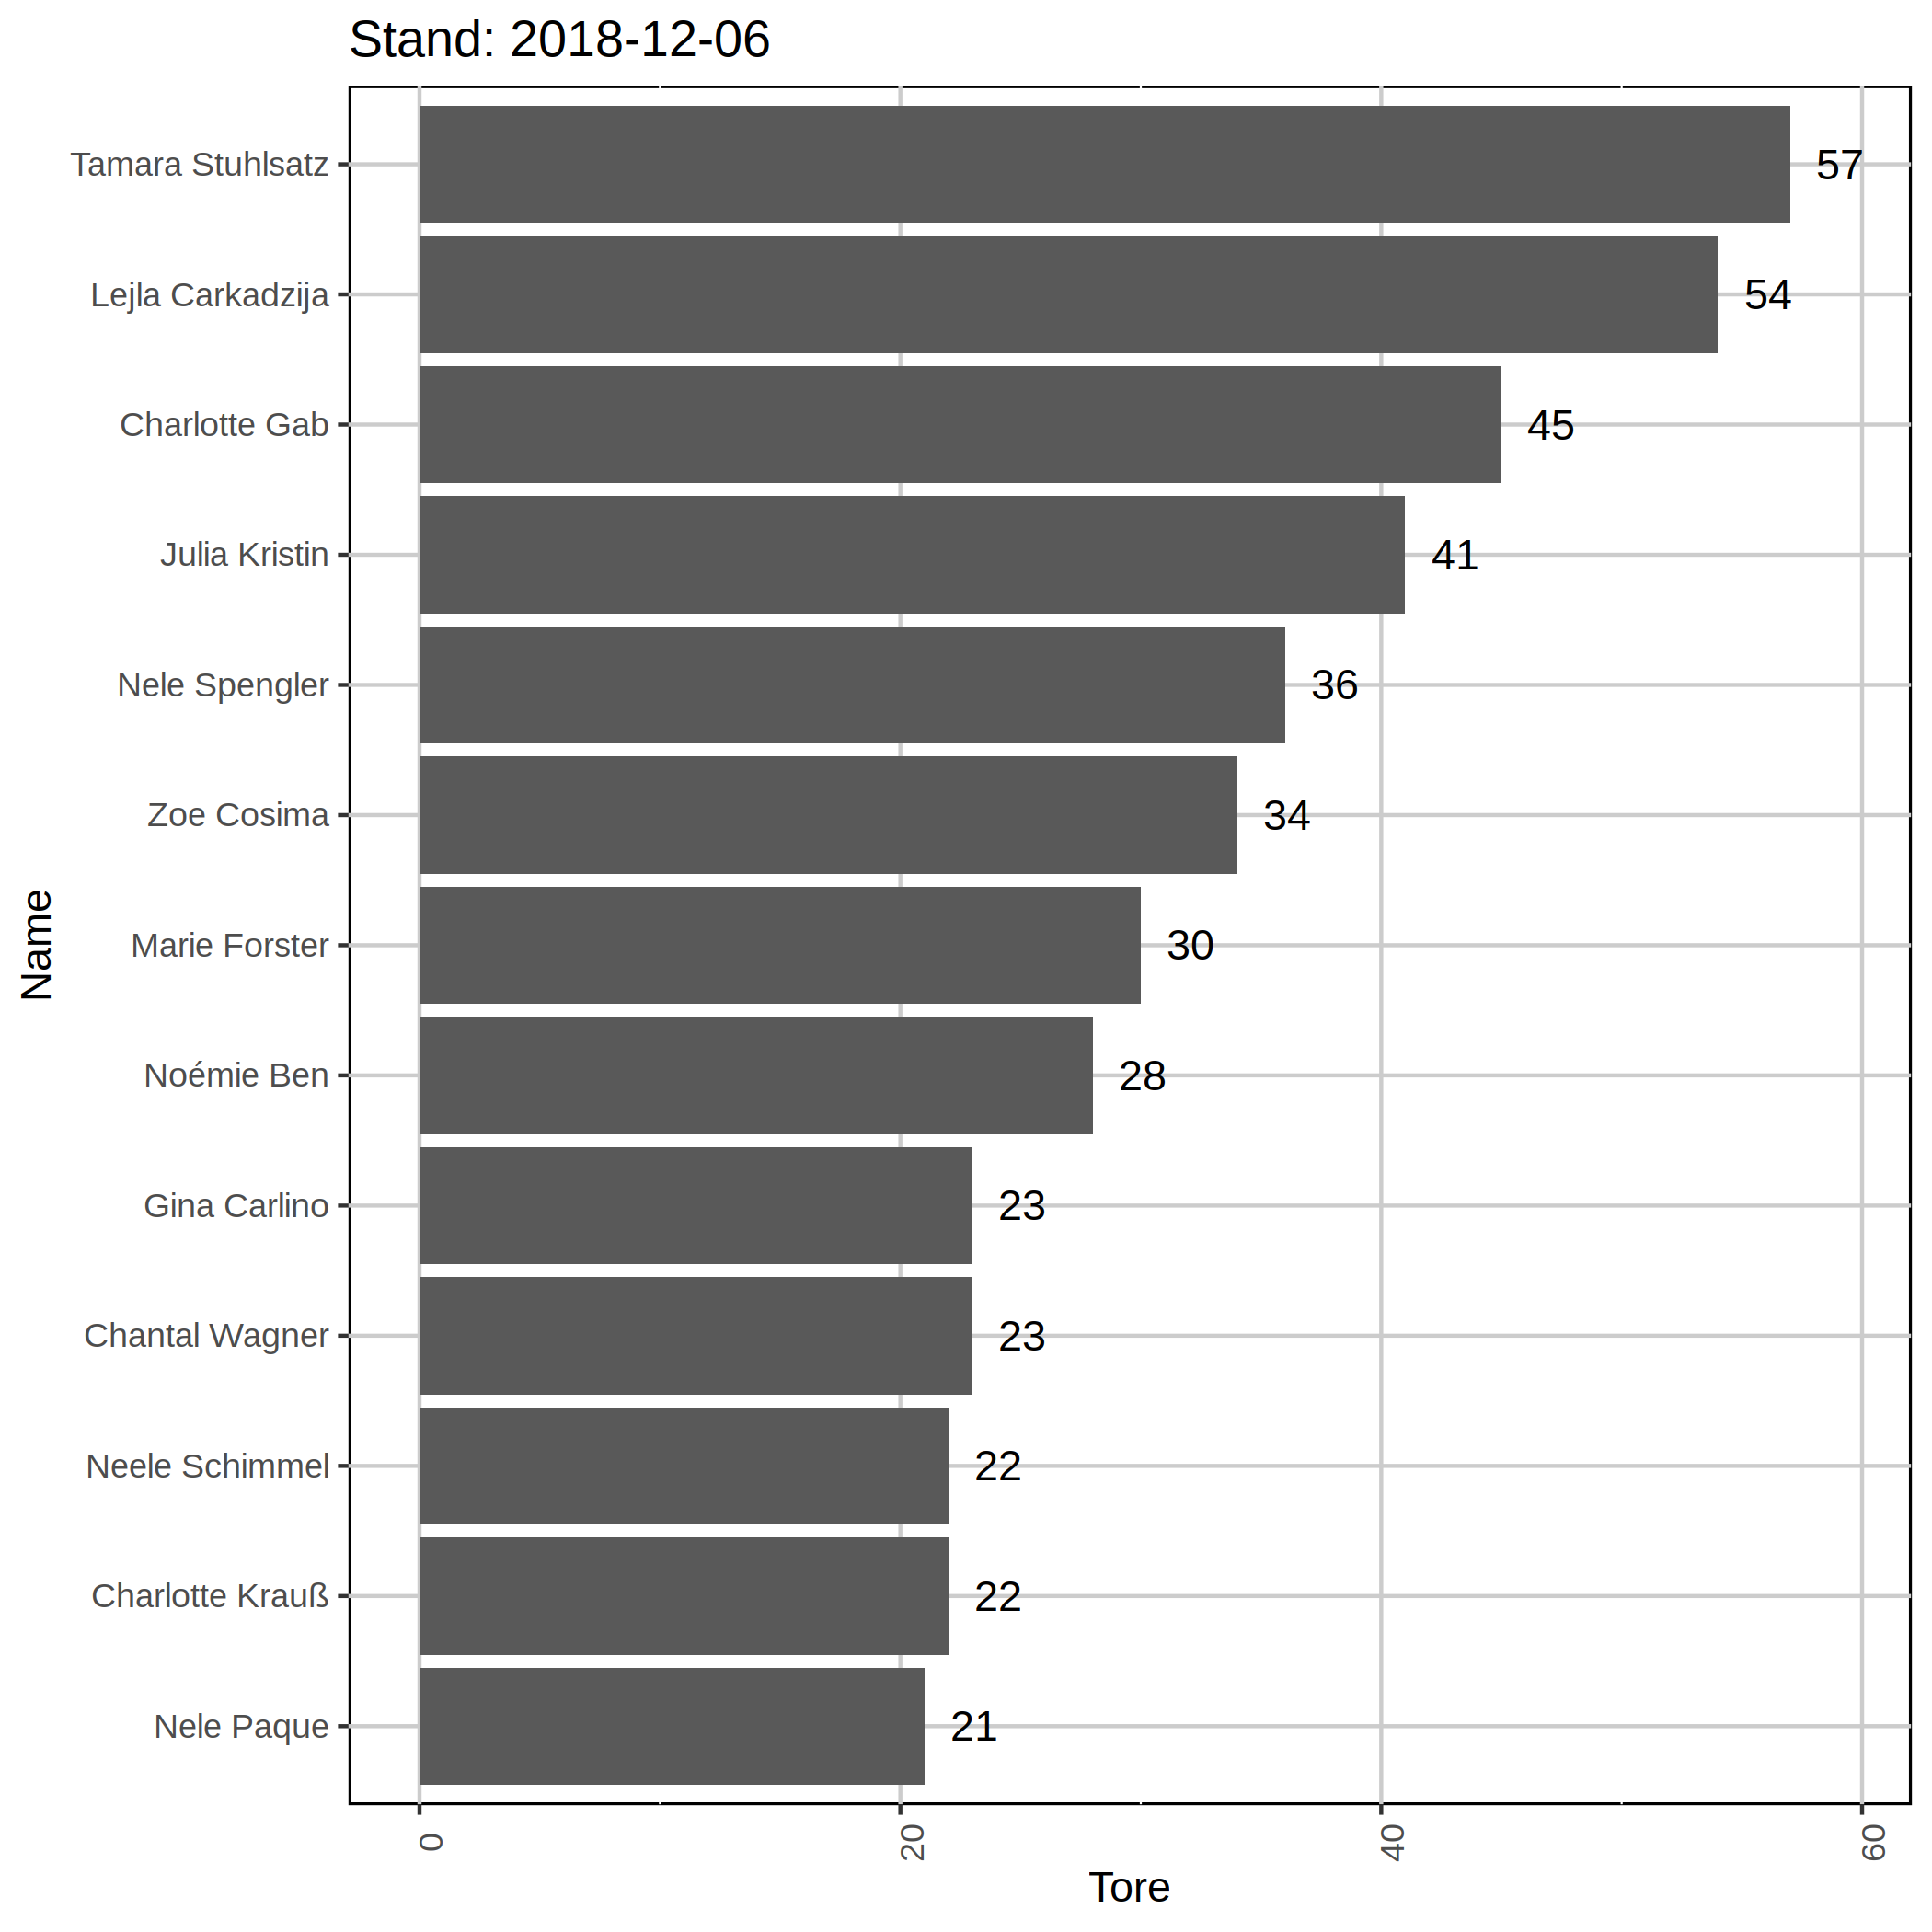 Stand: 2018-12-06
Tamara Stuhlsatz 57
Lejla Carkadzija 54
Charlotte Gab 45
Julia Kristin 41
Nele Spengler 36
Zoe Cosima 34
Marie Forster 30
Noémie Ben 28
Gina Carlino 23
Chantal Wagner 23
Neele Schimmel 22
Charlotte Krauß 22
Nele Paque 21
Name
0 20 40 60
Tore